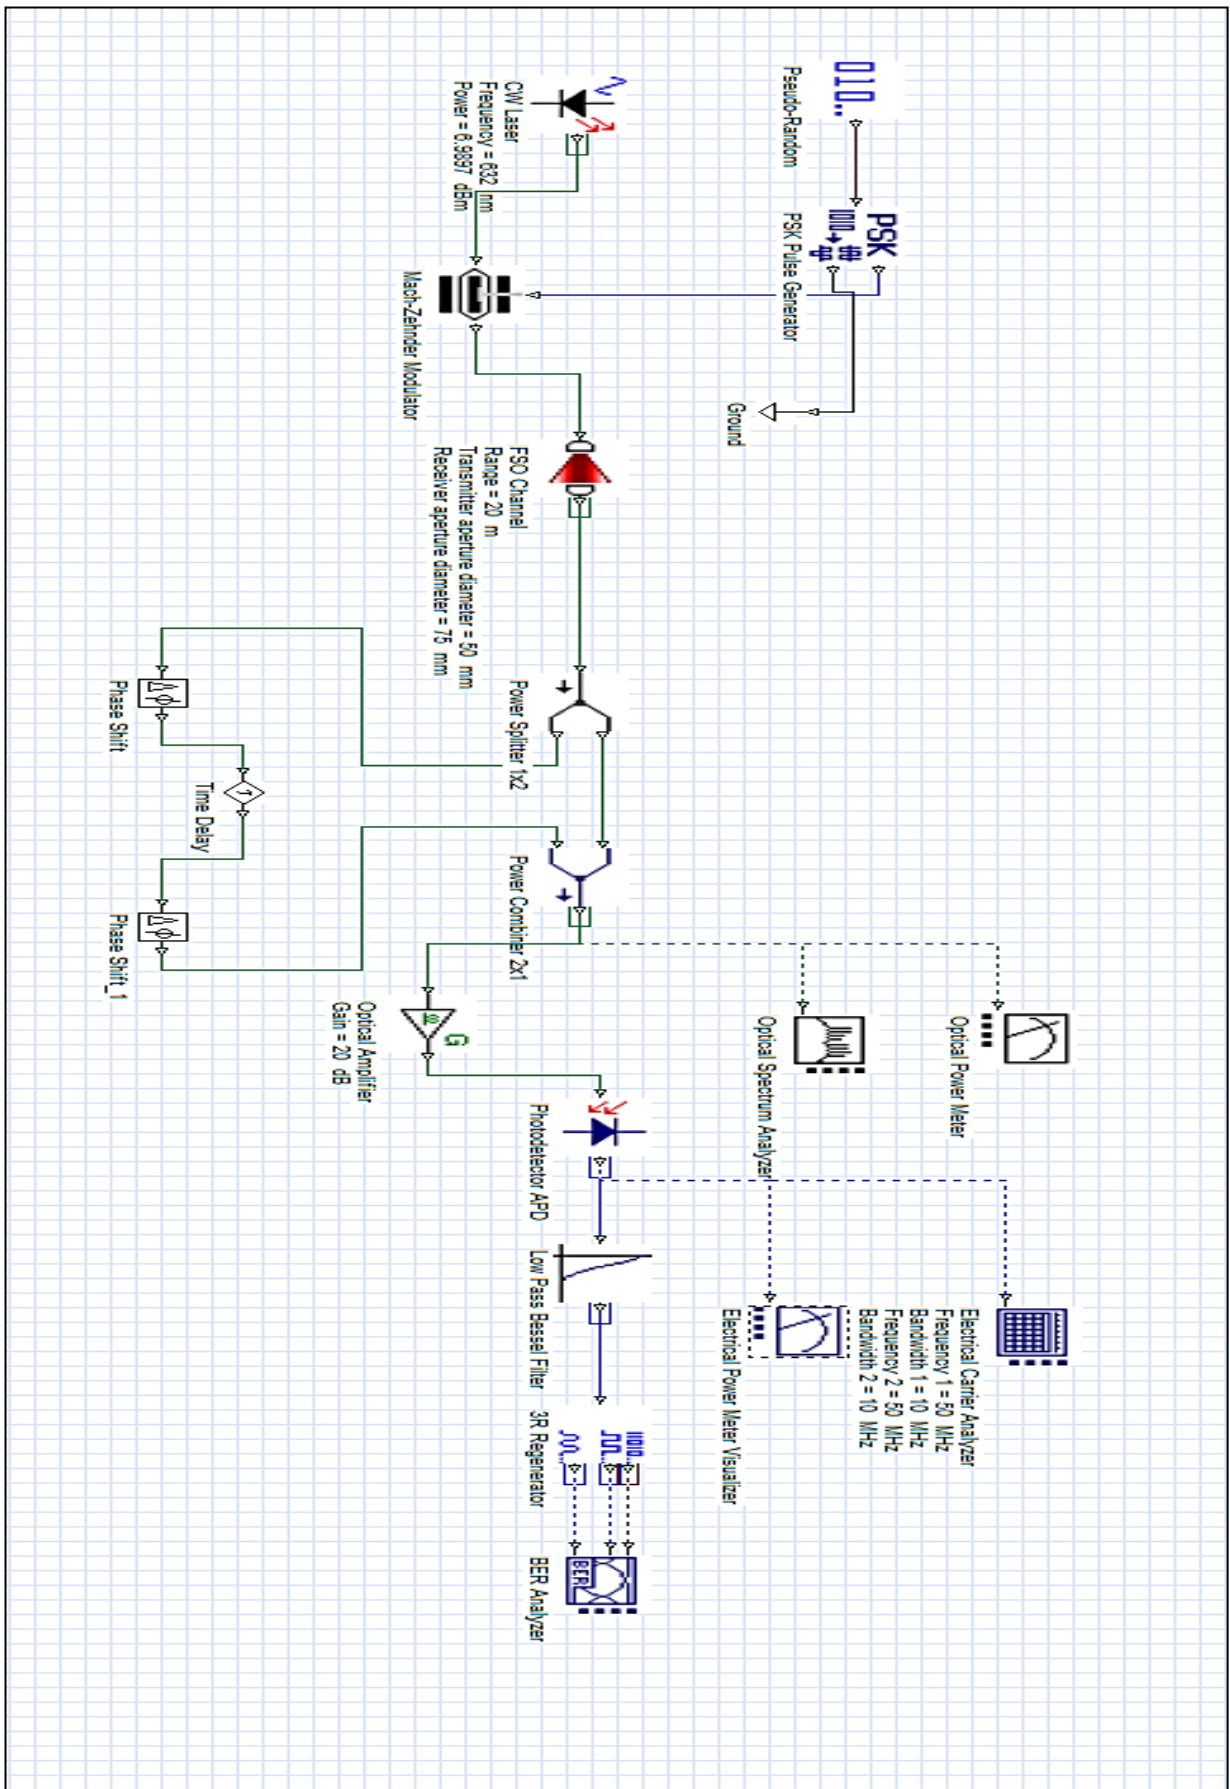 0110..
Pseudo-Random
PSK
1010
PSK Pulse Generator
Ground
CW Laser
Frequency = 632 nm
Power = 6.9897 dBm
Mach-Zehnder Modulator
FSO Channel
Range = 20 m
Transmitter aperture diameter = 50 mm
Receiver aperture diameter = 75 mm
Power Splitter 1x2
Phase Shift
Time Delay
Phase Shift_1
Power Combiner 2x1
Optical Power Meter
Optical Spectrum Analyzer
G
Optical Amplifier
Gain = 20 dB
Photodetector APD
Electrical Carrier Analyzer
Frequency 1 = 50 MHz
Bandwidth 1 = 10 MHz
Frequency 2 = 50 MHz
Bandwidth 2 = 10 MHz
Electrical Power Meter Visualizer
Low Pass Bessel Filter
1010..
3R Regenerator
BER
BER Analyzer